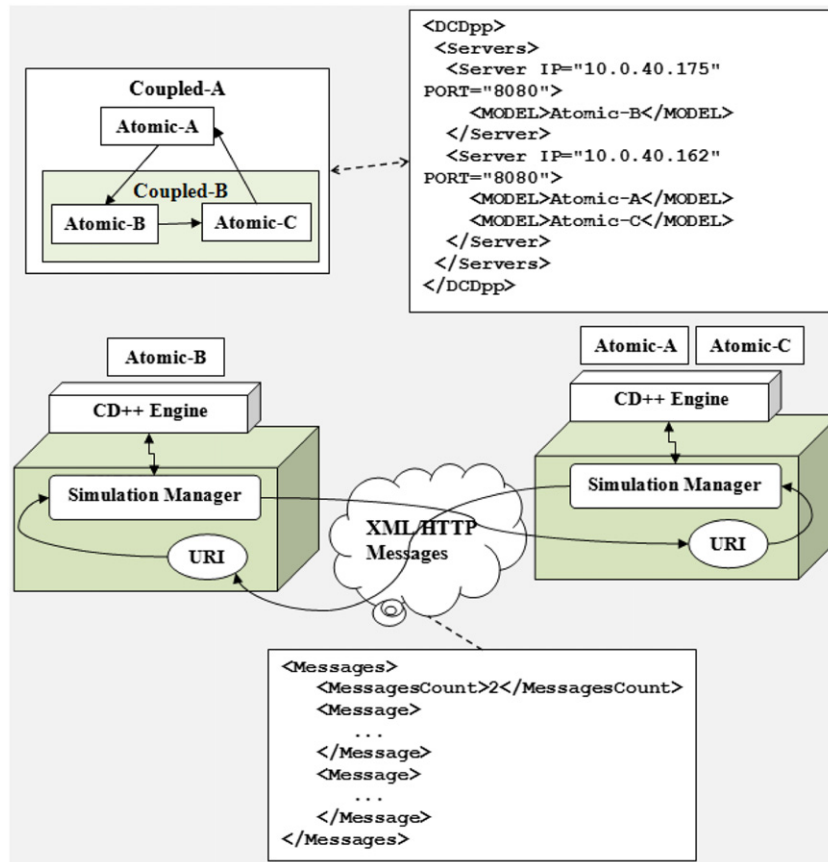 Coupled-A
Atomic-A
Coupled-B
Atomic-B
Atomic-C
<DCDpp>
<Servers>
<Server IP="10.0.40.175"
PORT="8080">
<MODEL>Atomic-B</MODEL>
</Server>
<Server IP="10.0.40.162"
PORT="8080">
<MODEL>Atomic-A</MODEL>
<MODEL>Atomic-C</MODEL>
</Server>
</Servers>
</DCDpp>
Atomic-B
CD++ Engine
Simulation Manager
URI
XML/HTTP
Messages
Atomic-A
Atomic-C
CD++ Engine
Simulation Manager
URI
<Messages>
<MessagesCount>2</MessagesCount>
<Message>
...
</Message>
<Message>
...
</Message>
</Messages>